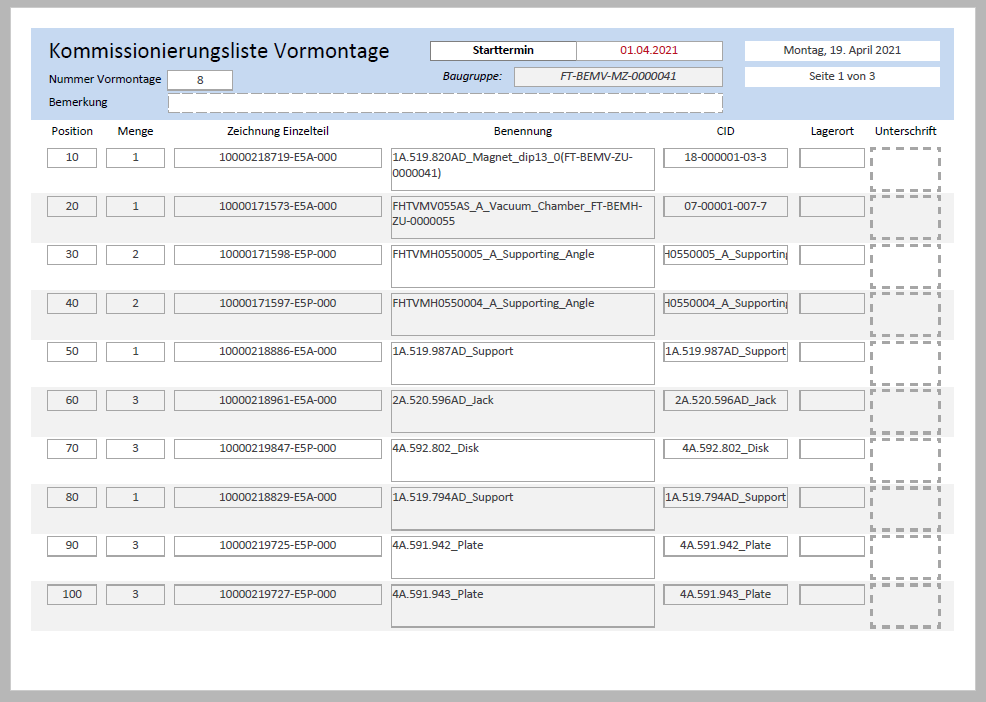 Kommissionierungsliste Vormontage
Starttermin 01.04.2021
Montag, 19. April 2021
Nummer Vormontage 8
Baugruppe: FT-BEMV-MZ-0000041
Seite 1 von 3
Bemerkung
Position Menge Zeichnung Einzelteil Benennung CID Lagerort Unterschrift
10 1 10000218719-E5A-000 1A.519.820AD_Magnet_dip13_0(FT-BEMV-ZU- 18-000001-03-3
0000041)
20 1 10000171573-E5A-000 FHTVMV055AS_A_Vacuum_Chamber_FT-BEMH- 07-00001-007-7
ZU-0000055
30 2 10000171598-E5P-000 FHTVMH0550005_A_Supporting_Angle H0550005_A_Supporting
40 2 10000171597-E5P-000 FHTVMH0550004_A_Supporting_Angle H0550004_A_Supporting
50 1 10000218886-E5A-000 1A.519.987AD_Support 1A.519.987AD_Support
60 3 10000218961-E5A-000 2A.520.596AD_Jack 2A.520.596AD_Jack
70 3 10000219847-E5P-000 4A.592.802_Disk 4A.592.802_Disk
80 1 10000218829-E5A-000 1A.519.794AD_Support 1A.519.794AD_Support
90 3 10000219725-E5P-000 4A.591.942_Plate 4A.591.942_Plate
100 3 10000219727-E5P-000 4A.591.943_Plate 4A.591.943_Plate